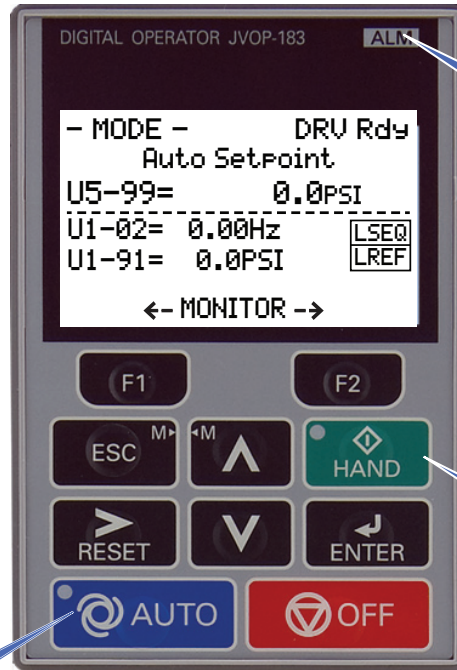 DIGITAL OPERATOR JVOP-183 ALM
- MODE - DRV Rdy
Auto Setpoint
U5-99= 0.0PSI
U1-02= 0.00Hz LSEQ
U1-91= 0.0PSI LREF
←- MONITOR -→
F1 F2
ESC M▸ ◂M HAND
RESET ENTER
AUTO OFF